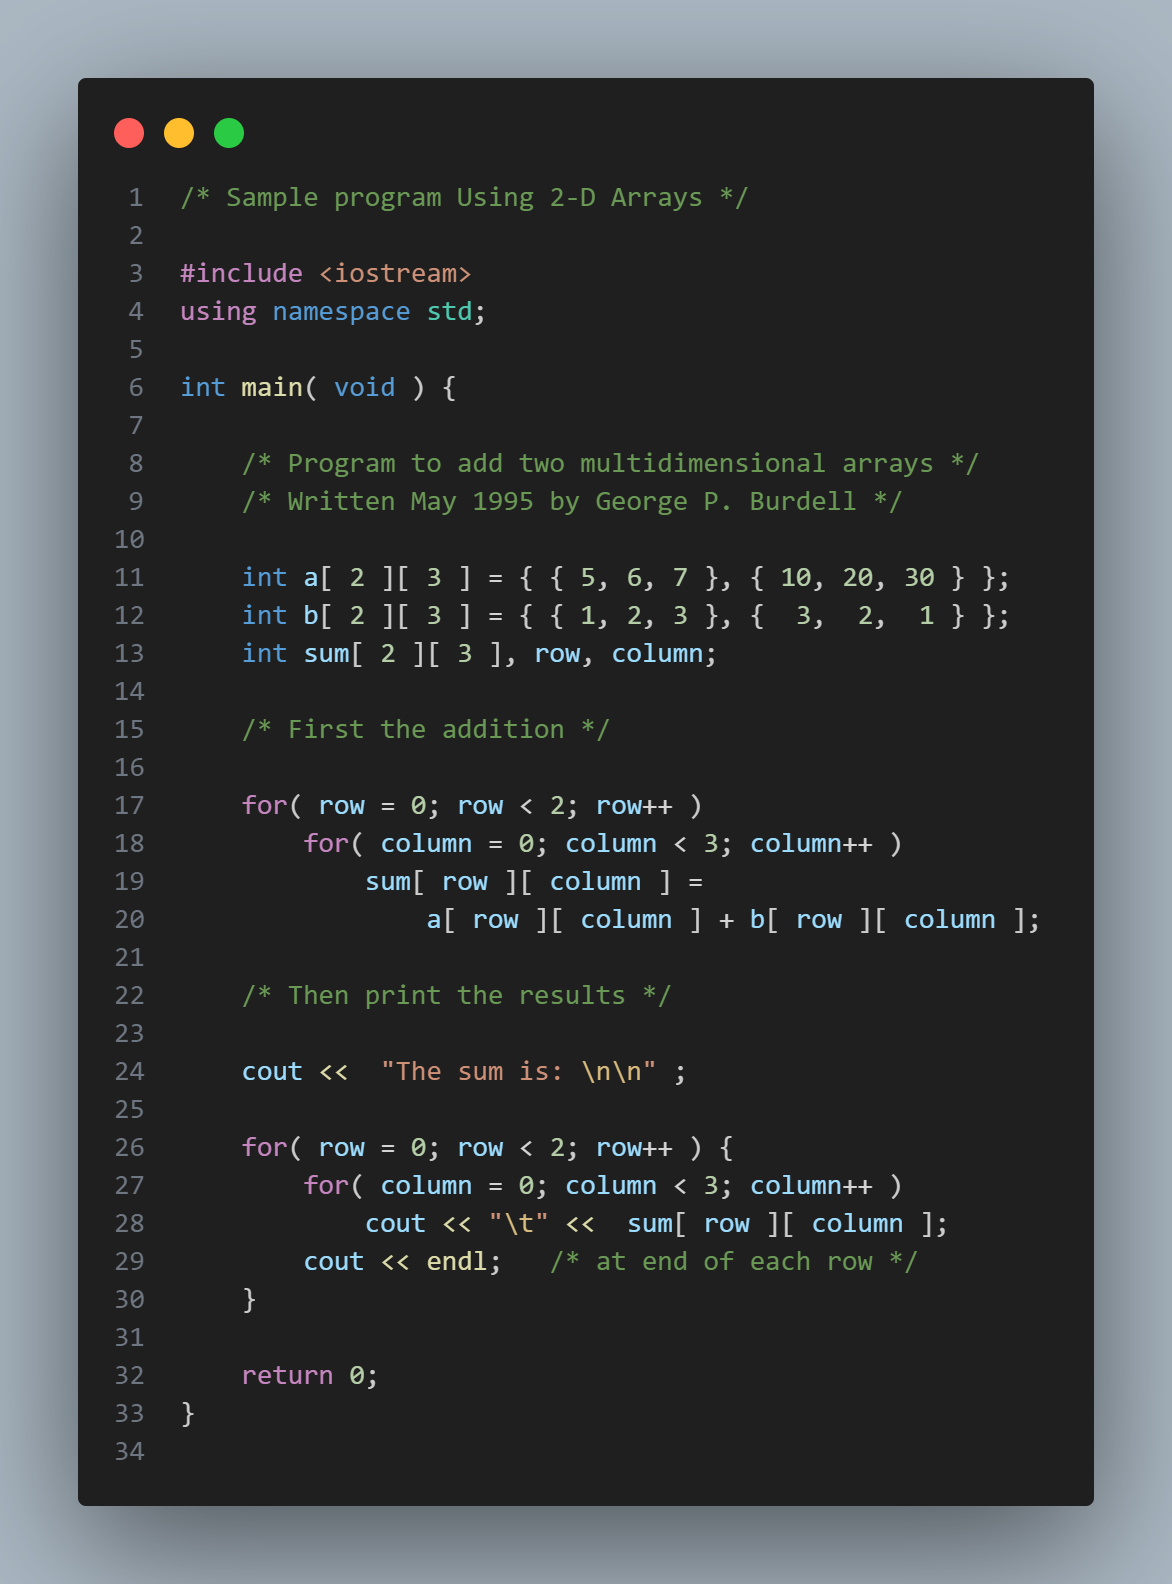 1 /* Sample program Using 2-D Arrays */
2
3 #include <iostream>
4 using namespace std;
5
6 int main( void ) {
7
8     /* Program to add two multidimensional arrays */
9     /* Written May 1995 by George P. Burdell */
10
11     int a[ 2 ][ 3 ] = { { 5, 6, 7 }, { 10, 20, 30 } };
12     int b[ 2 ][ 3 ] = { { 1, 2, 3 }, {  3,  2,  1 } };
13     int sum[ 2 ][ 3 ], row, column;
14
15     /* First the addition */
16
17     for( row = 0; row < 2; row++ )
18         for( column = 0; column < 3; column++ )
19             sum[ row ][ column ] =
20                 a[ row ][ column ] + b[ row ][ column ];
21
22     /* Then print the results */
23
24     cout <<  "The sum is: \n\n" ;
25
26     for( row = 0; row < 2; row++ ) {
27         for( column = 0; column < 3; column++ )
28             cout << "\t" <<  sum[ row ][ column ];
29         cout << endl;   /* at end of each row */
30     }
31
32     return 0;
33 }
34